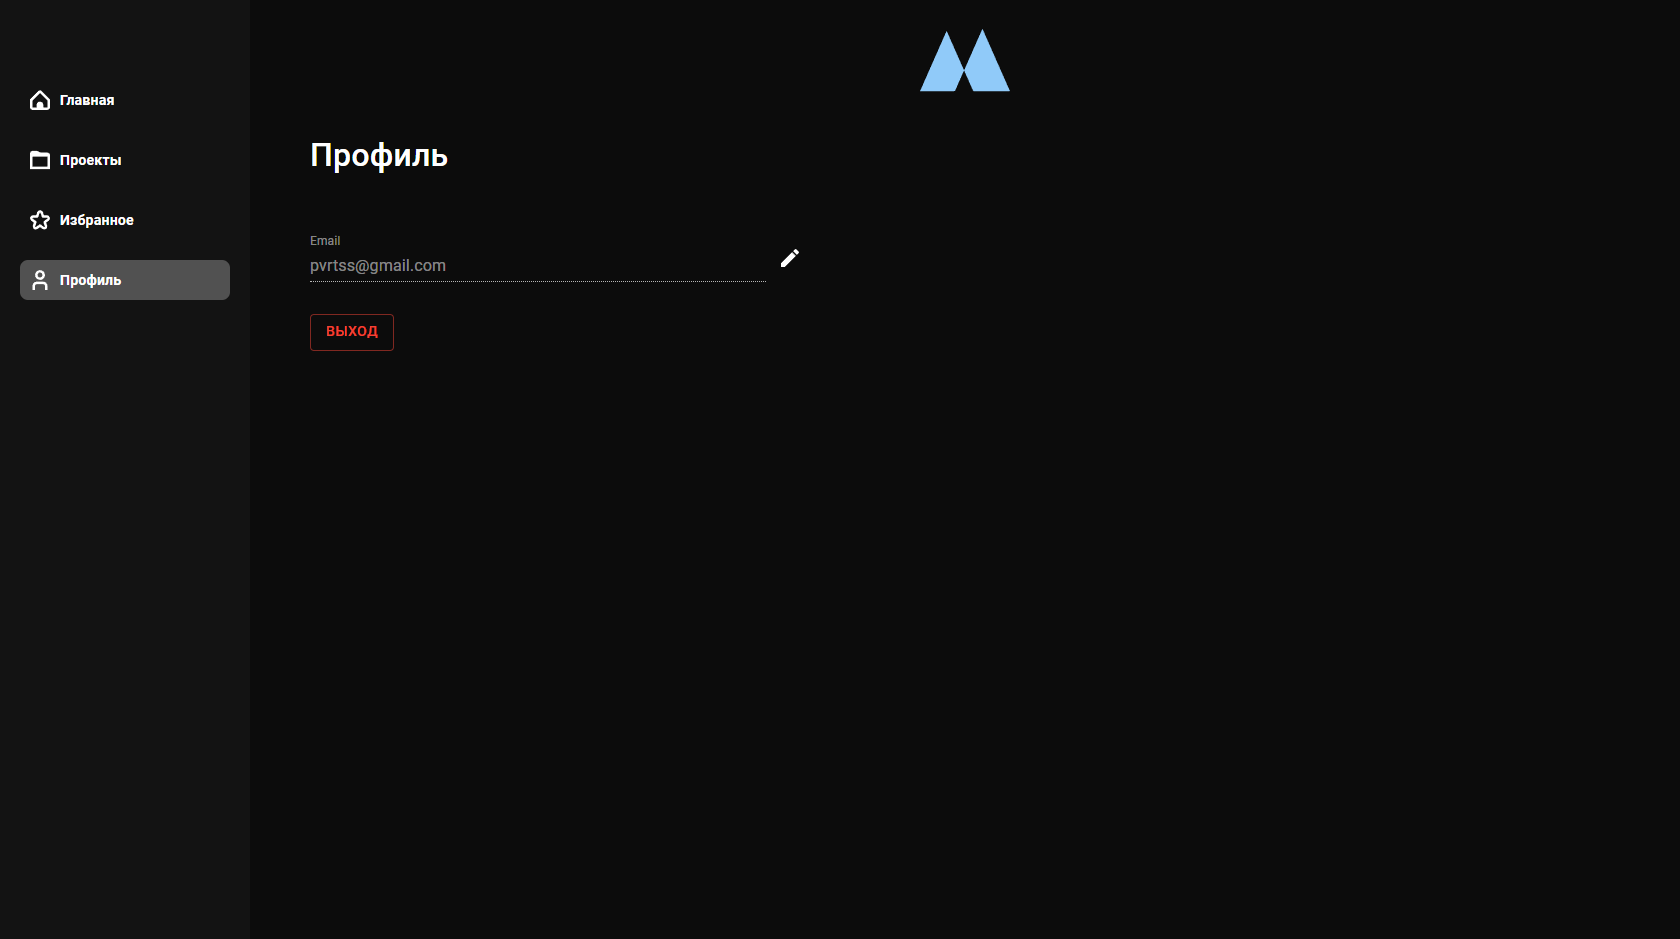 Главная
Проекты
Избранное
Профиль
Профиль
Email
pvrtss@gmail.com
ВЫХОД